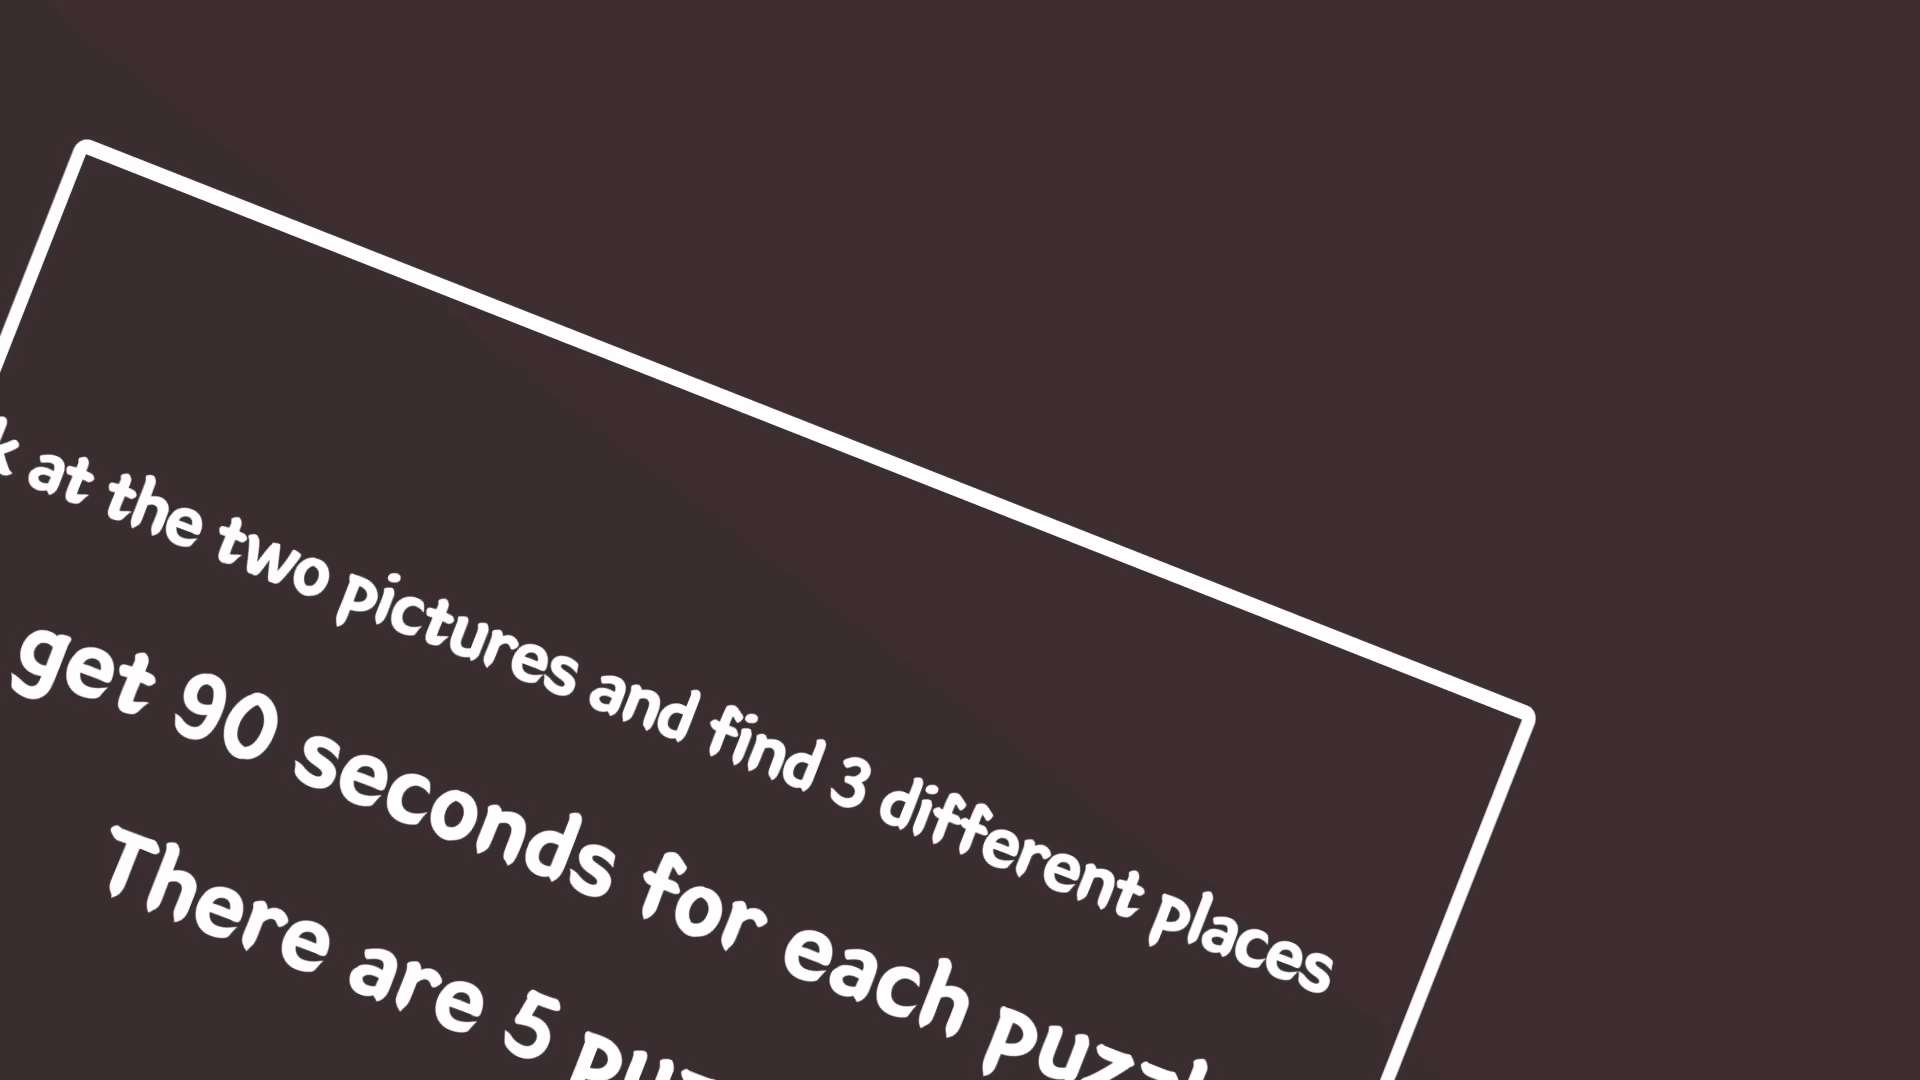 at the two pictures and find 3 different places
get 90 seconds for each
There are 5